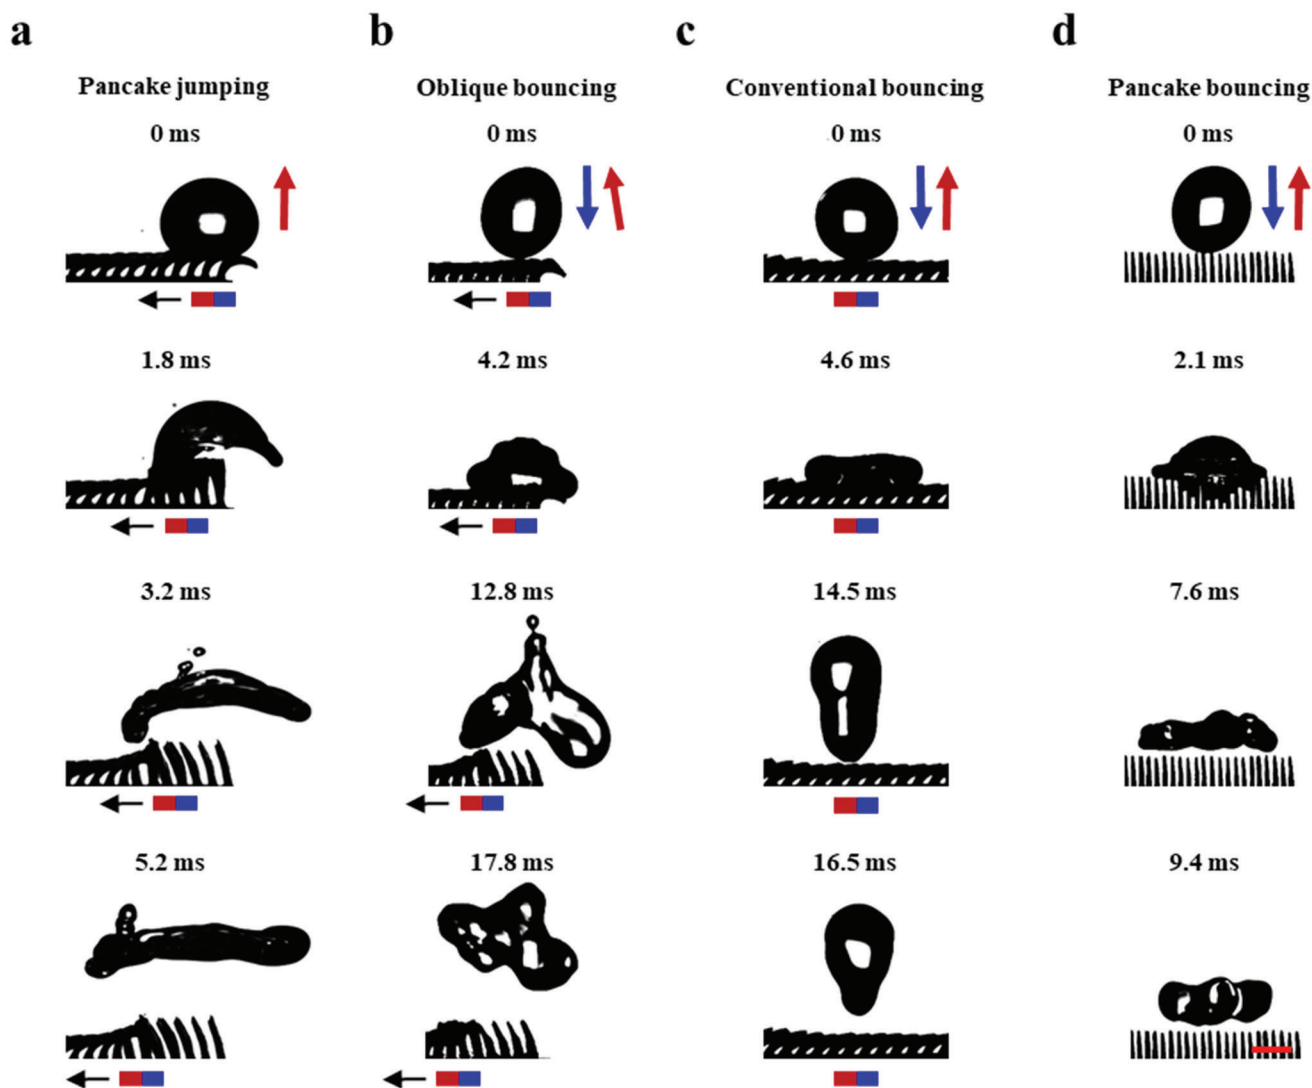 a
b
c
d
Pancake jumping
Oblique bouncing
Conventional bouncing
Pancake bouncing
0 ms
0 ms
0 ms
0 ms
1.8 ms
4.2 ms
4.6 ms
2.1 ms
3.2 ms
12.8 ms
14.5 ms
7.6 ms
5.2 ms
17.8 ms
16.5 ms
9.4 ms